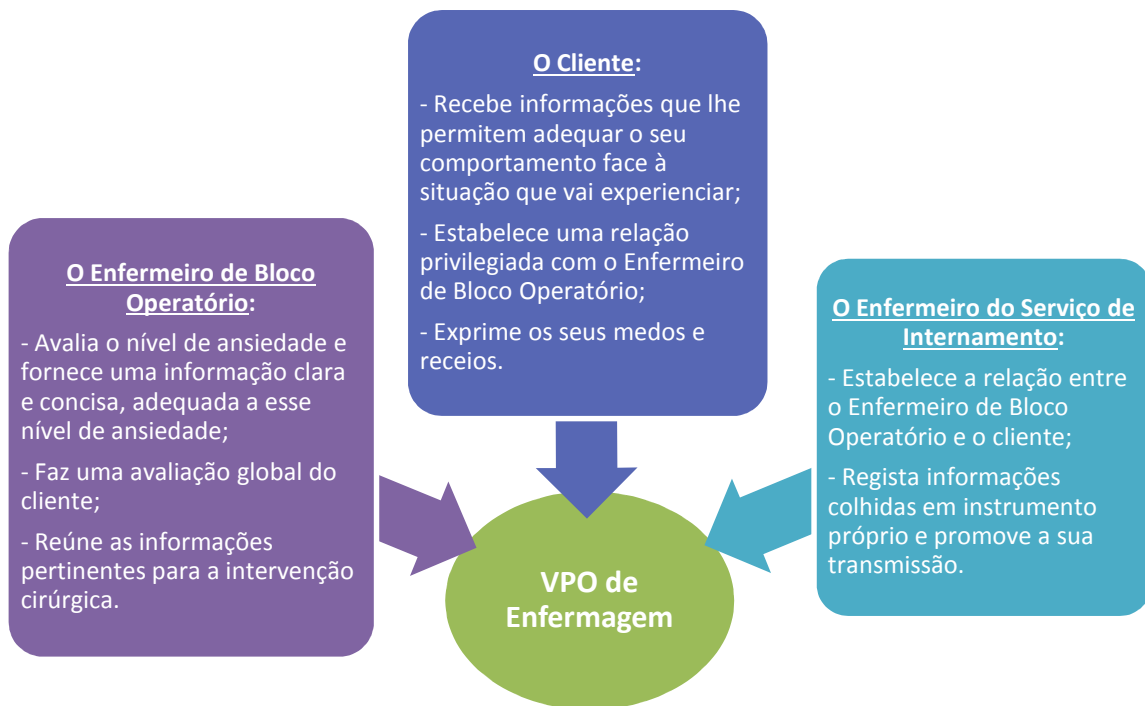 O Enfermeiro de Bloco
Operatório:
- Avalia o nível de ansiedade e
fornece uma informação clara
e concisa, adequada a esse
nível de ansiedade;
- Faz uma avaliação global do
cliente;
- Reúne as informações
pertinentes para a intervenção
cirúrgica.
O Cliente:
- Recebe informações que lhe
permitem adequar o seu
comportamento face à
situação que vai experienciar;
- Estabelece uma relação
privilegiada com o Enfermeiro
de Bloco Operatório;
- Exprime os seus medos e
receios.
O Enfermeiro do Serviço de
Internamento:
- Estabelece a relação entre
o Enfermeiro de Bloco
Operatório e o cliente;
- Regista informações
colhidas em instrumento
próprio e promove a sua
transmissão.
VPO de
Enfermagem